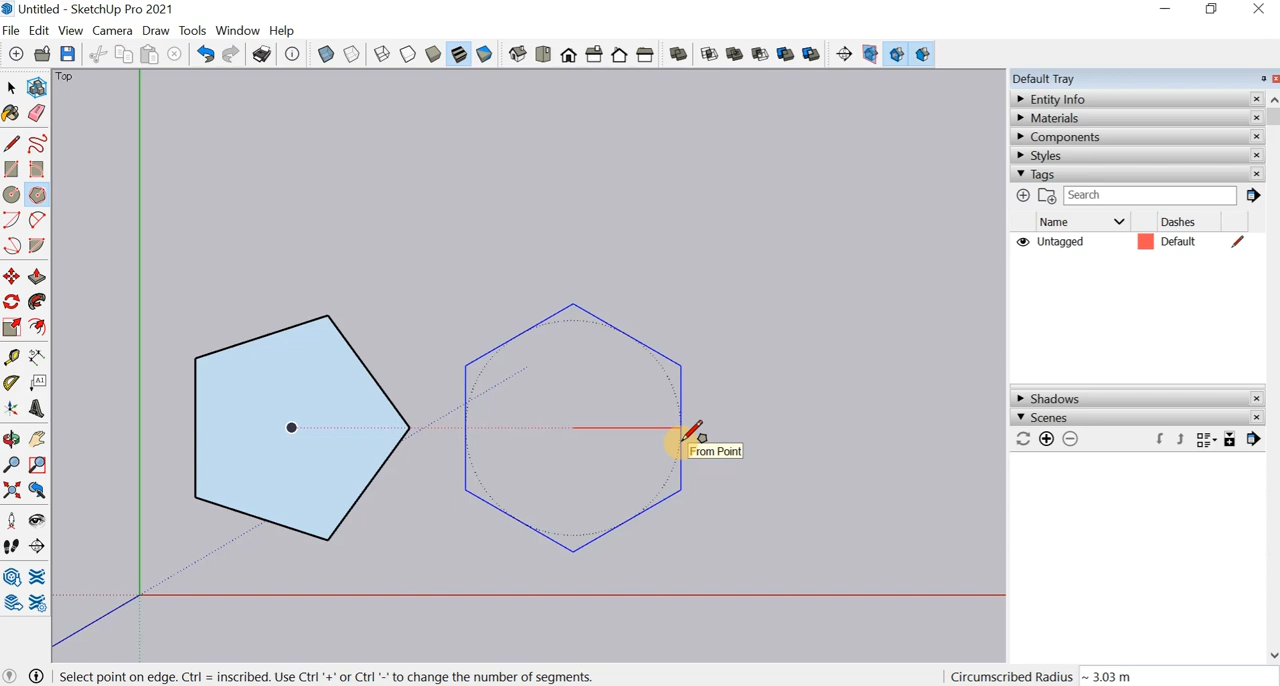 Untitled - SketchUp Pro 2021
File Edit View Camera Draw Tools Window Help
Top
Default Tray
Entity Info
Materials
Components
Styles
Tags
Search
Name Dashes
Untagged Default
A1
From Point
Shadows
Scenes
Select point on edge. Ctrl = inscribed. Use Ctrl '+' or Ctrl '-' to change the number of segments. Circumscribed Radius ~ 3.03 m